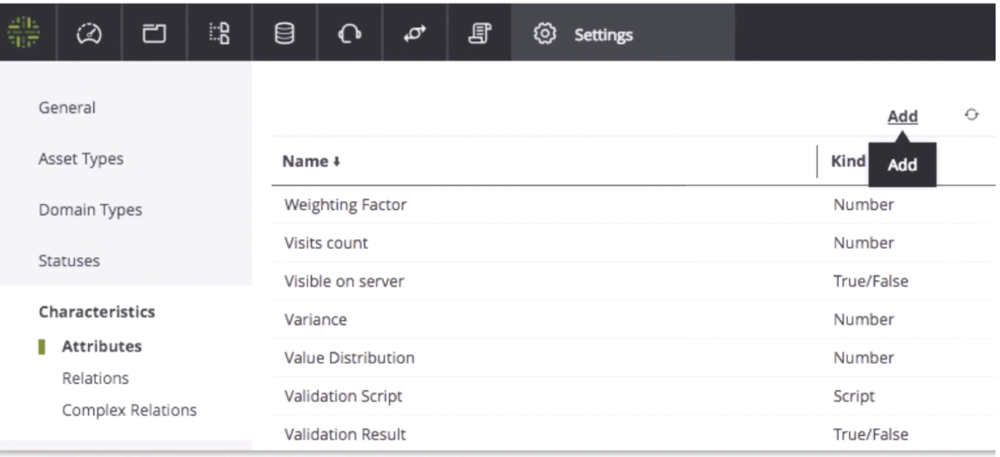 Settings
General
Asset Types
Domain Types
Statuses
Characteristics
Attributes
Relations
Complex Relations
Add
Add
Name Kind
Weighting Factor Number
Visits count Number
Visible on server True/False
Variance Number
Value Distribution Number
Validation Script Script
Validation Result True/False